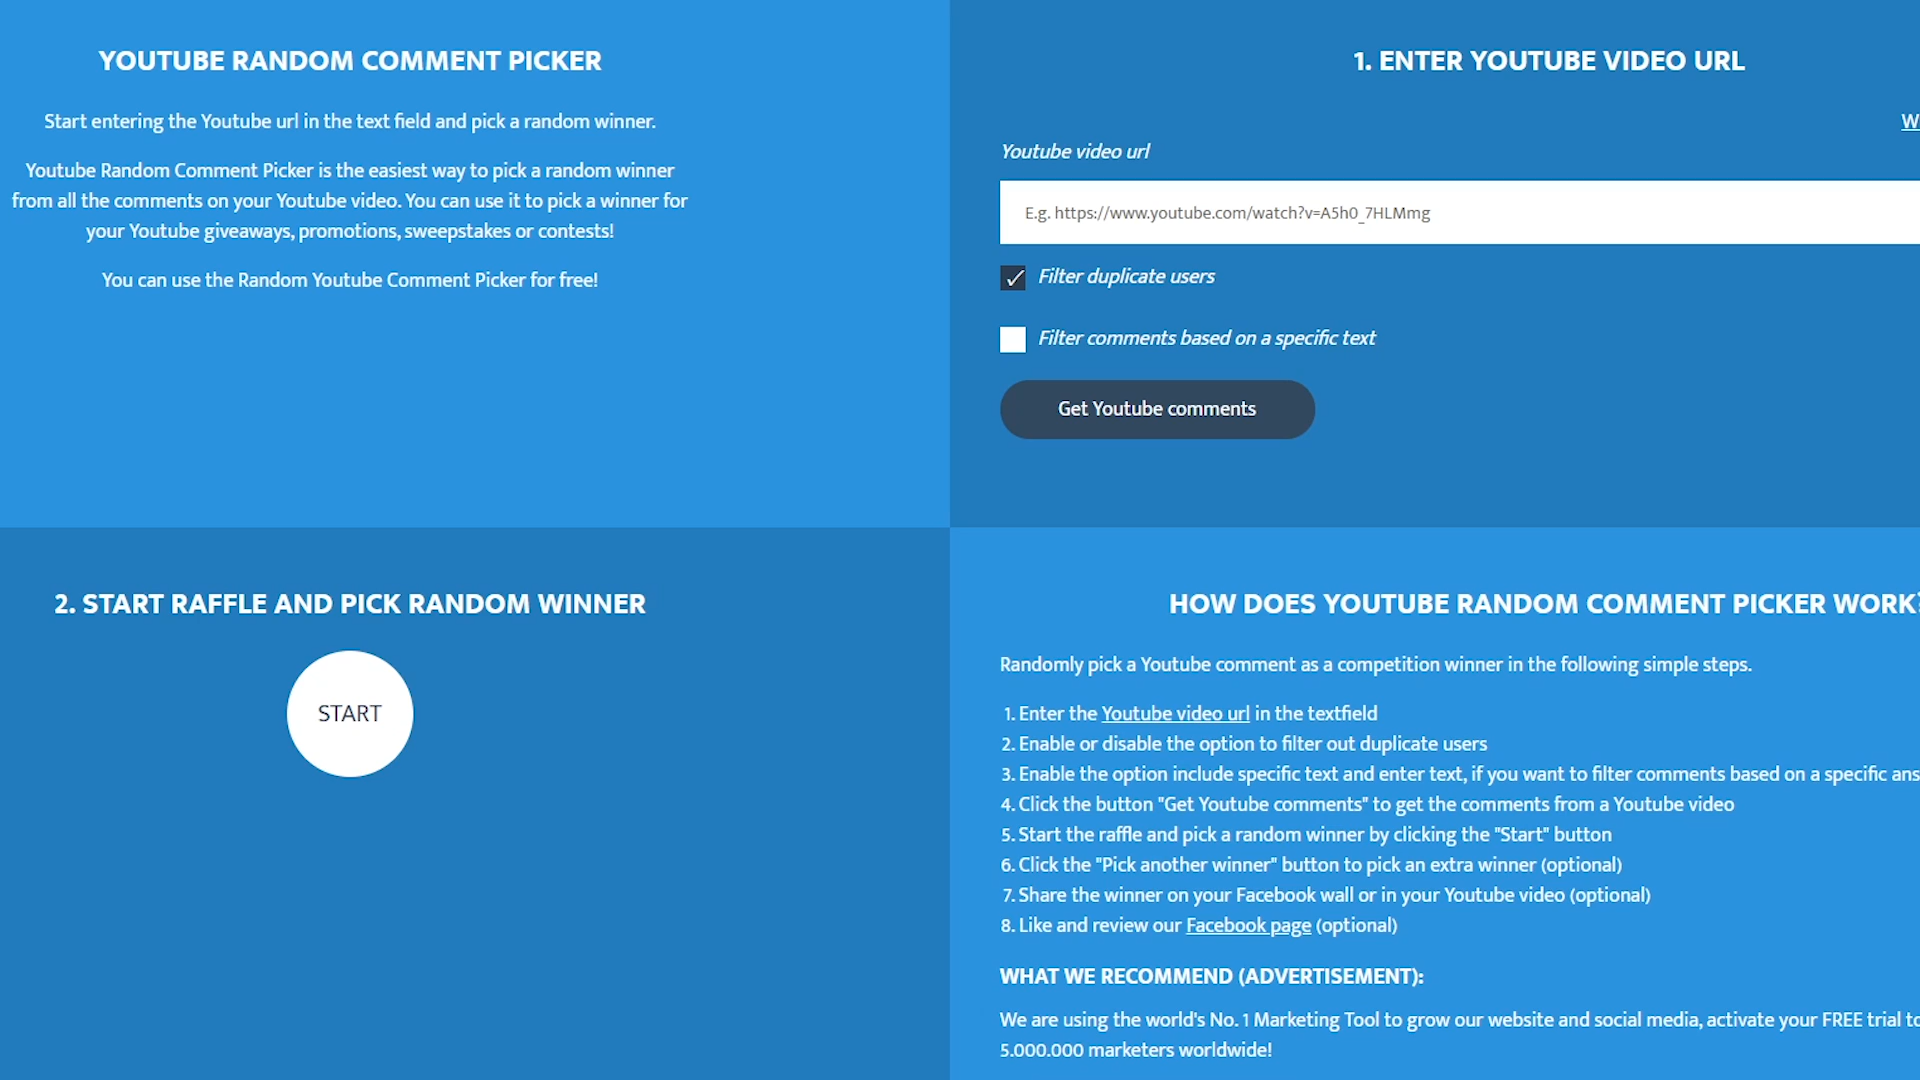 YOUTUBE RANDOM COMMENT PICKER
Start entering the Youtube url in the text field and pick a random winner.
Youtube Random Comment Picker is the easiest way to pick a random winner
from all the comments on your Youtube video. You can use it to pick a winner for
your Youtube giveaways, promotions, sweepstakes or contests!
You can use the Random Youtube Comment Picker for free!
1. ENTER YOUTUBE VIDEO URL
Youtube video url
E.g. https://www.youtube.com/watch?v=A5h0_7HLMmg
Filter duplicate users
Filter comments based on a specific text
Get Youtube comments
2. START RAFFLE AND PICK RANDOM WINNER
START
HOW DOES YOUTUBE RANDOM COMMENT PICKER WORK?
Randomly pick a Youtube comment as a competition winner in the following simple steps.
1. Enter the Youtube video url in the textfield
2. Enable or disable the option to filter out duplicate users
3. Enable the option include specific text and enter text, if you want to filter comments based on a specific ans
4. Click the button "Get Youtube comments" to get the comments from a Youtube video
5. Start the raffle and pick a random winner by clicking the "Start" button
6. Click the "Pick another winner" button to pick an extra winner (optional)
7. Share the winner on your Facebook wall or in your Youtube video (optional)
8. Like and review our Facebook page (optional)
WHAT WE RECOMMEND (ADVERTISEMENT):
We are using the world's No. 1 Marketing Tool to grow our website and social media, activate your FREE trial to
5.000.000 marketers worldwide!